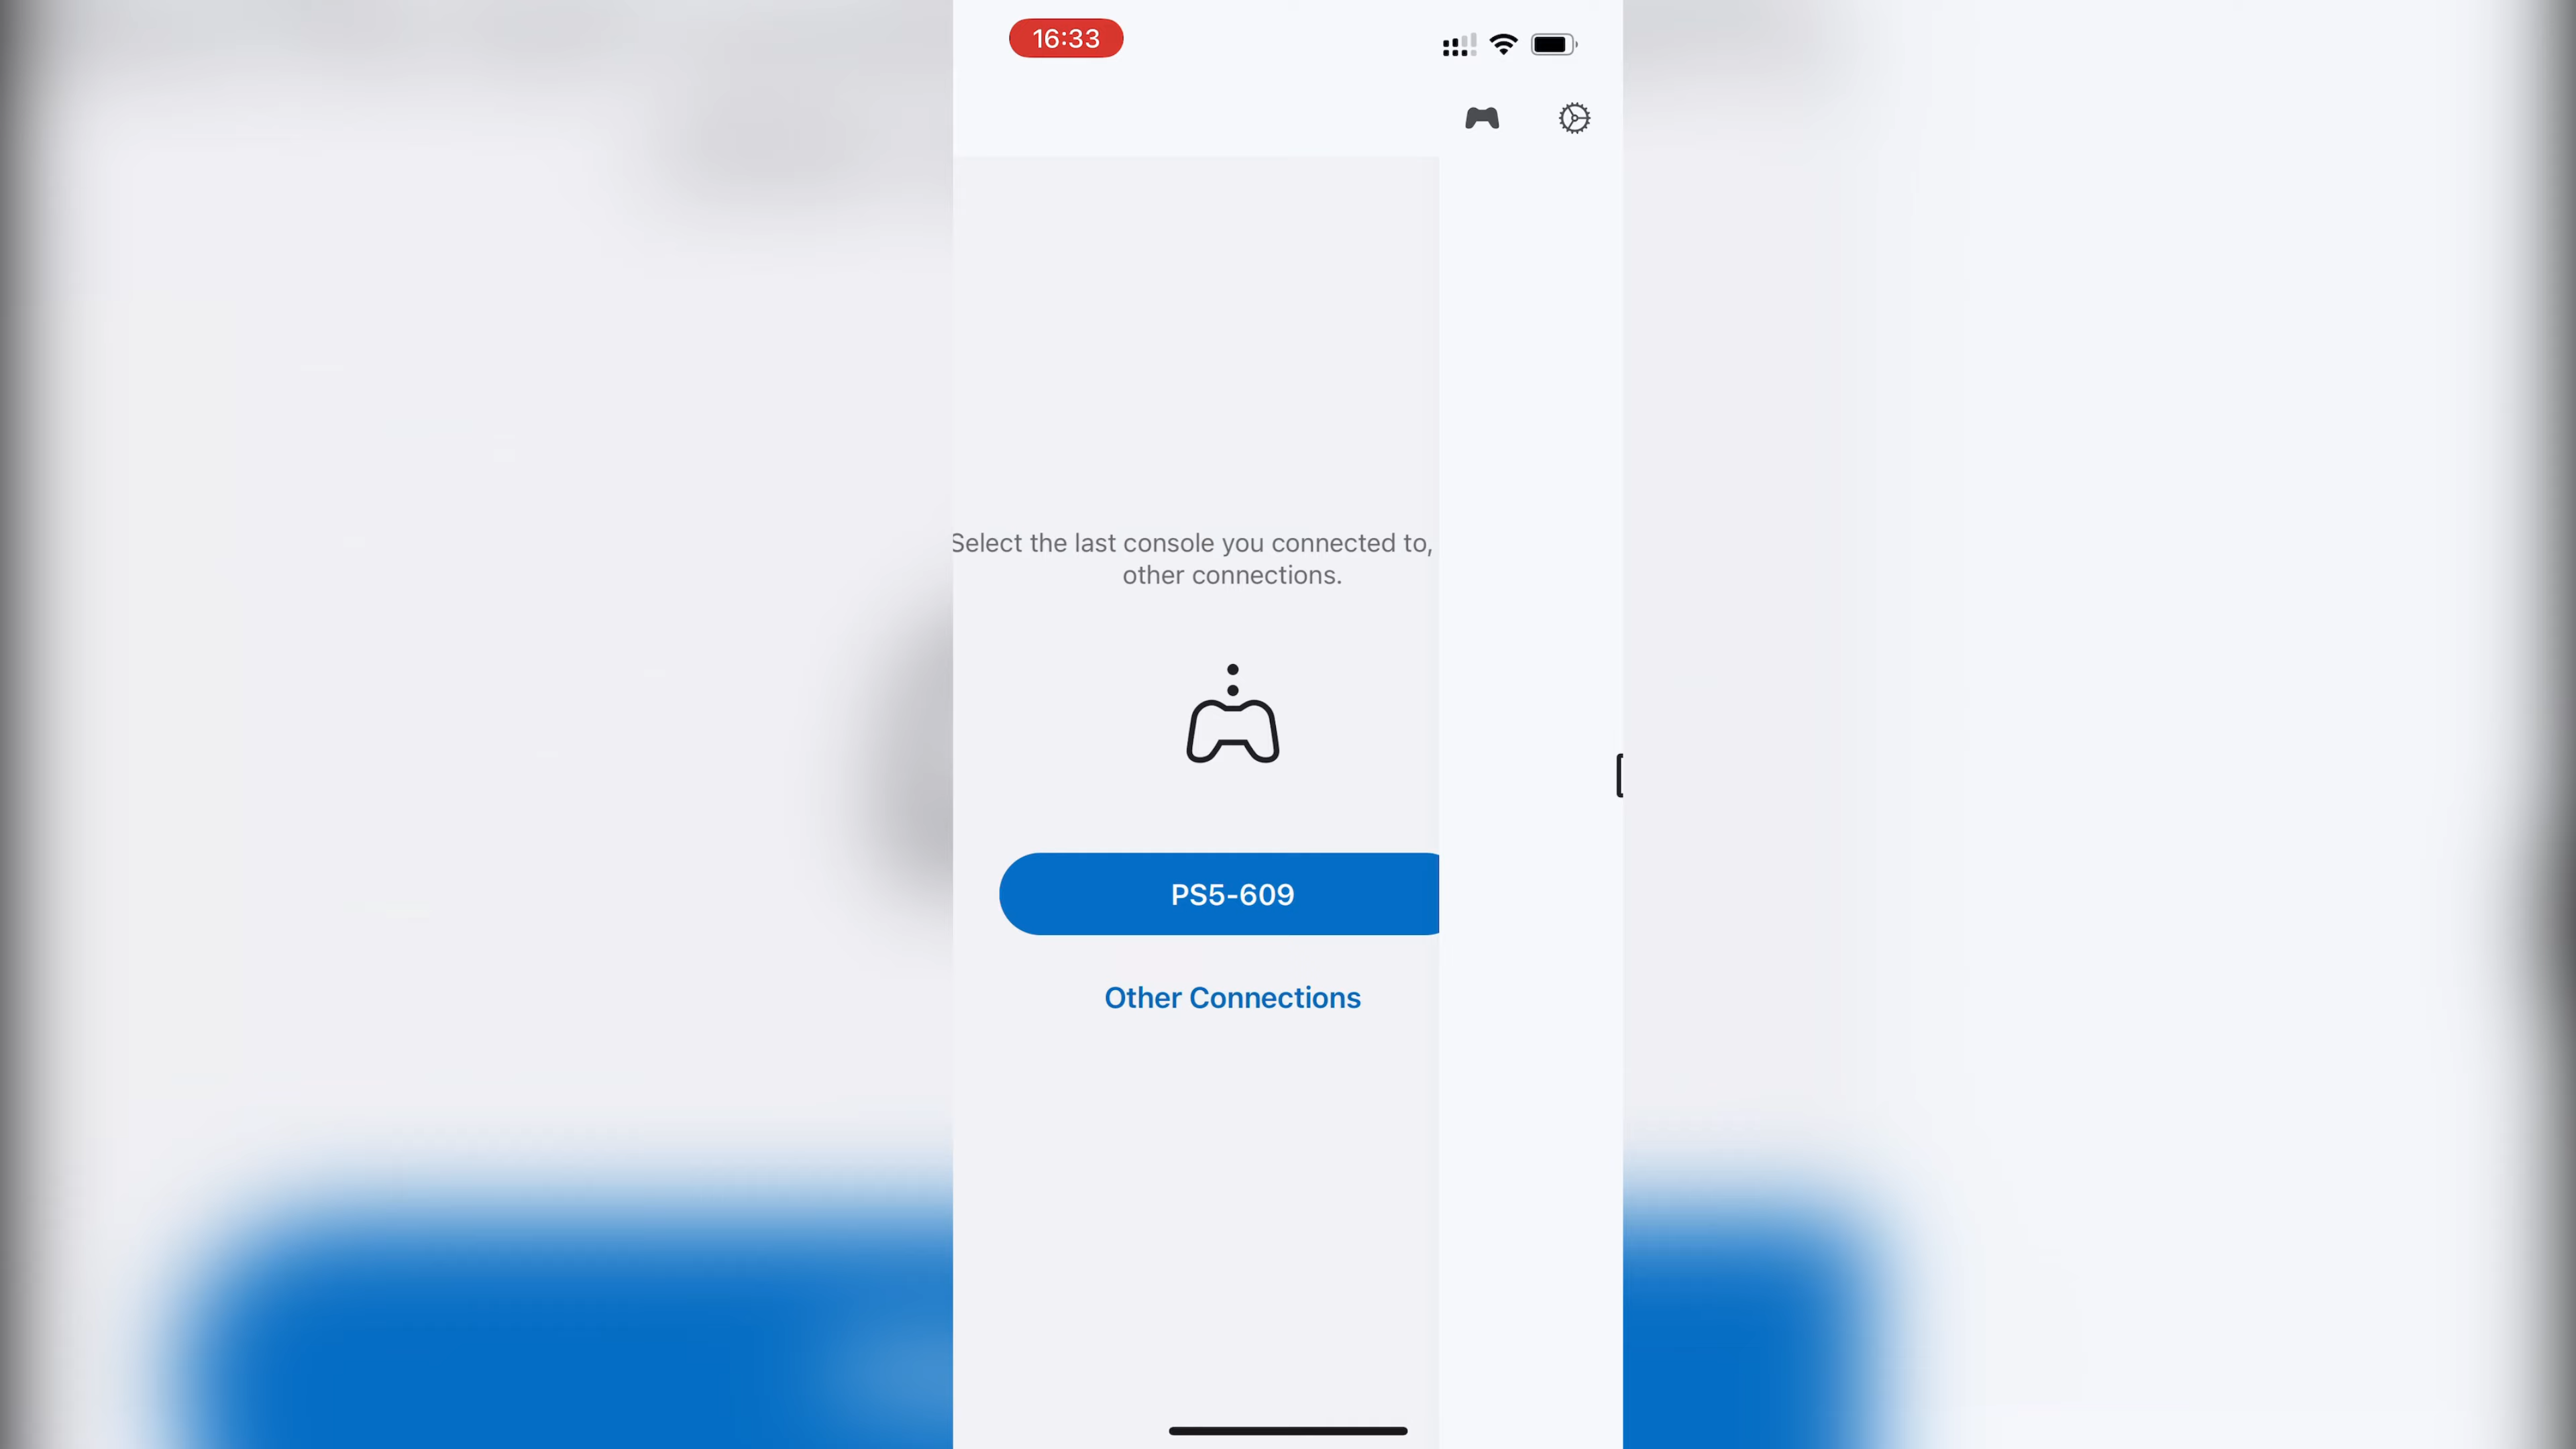 16:33
Select the last console you connected to,
other connections.
PS5-609
Other Connections